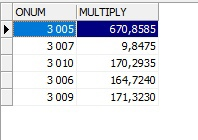 ONUM MULTIPLY
3 005 670,8585
3 007 9,8475
3 010 170,2935
3 006 164,7240
3 009 171,3230